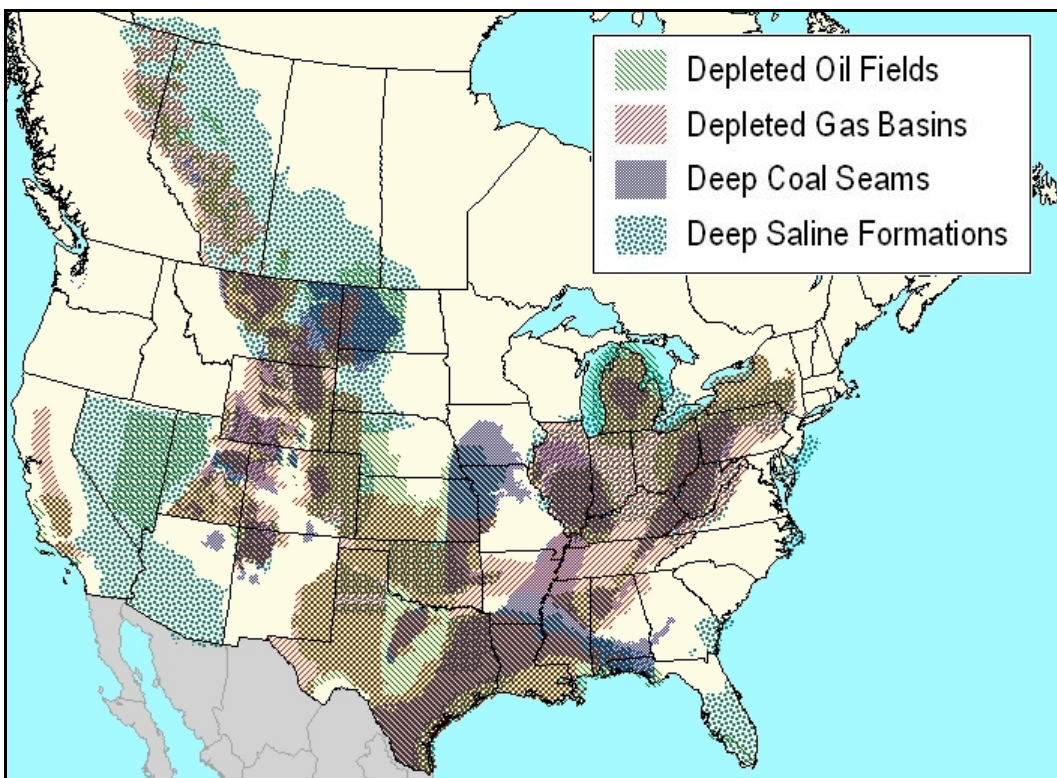 Depleted Oil Fields
Depleted Gas Basins
Deep Coal Seams
Deep Saline Formations